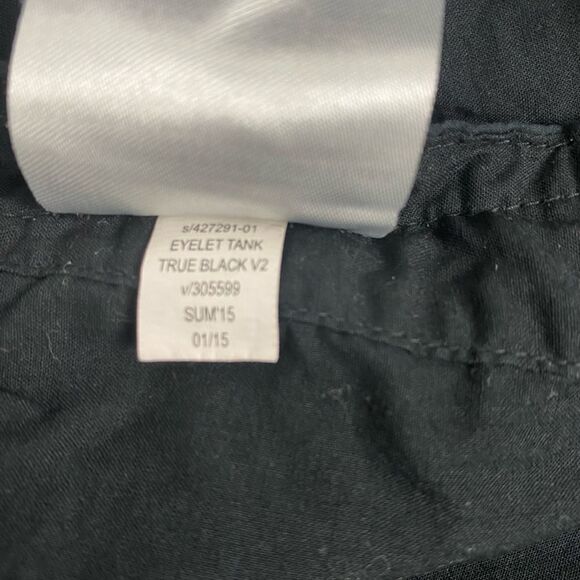 s/427291-01
EYELET TANK
TRUE BLACK V2
v/305599
SUM'15
01/15